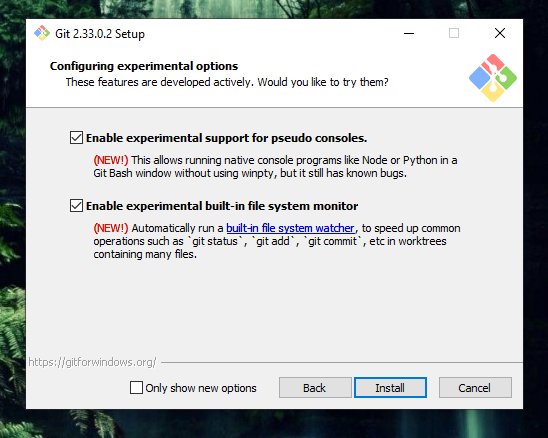 Git 2.33.0.2 Setup
Configuring experimental options
These features are developed actively. Would you like to try them?
Enable experimental support for pseudo consoles.
(NEW!) This allows running native console programs like Node or Python in a
Git Bash window without using winpty, but it still has known bugs.
Enable experimental built-in file system monitor
(NEW!) Automatically run a built-in file system watcher, to speed up common
operations such as `git status`, `git add`, `git commit`, etc in worktrees
containing many files.
https://gitforwindows.org/
Only show new options Back Install Cancel